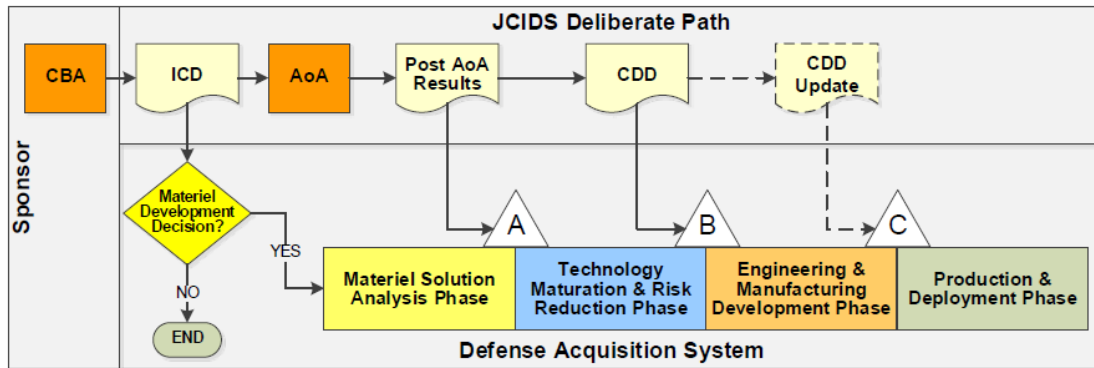 JCIDS Deliberate Path
Sponsor
CBA
ICD
AoA
Post AoA
Results
CDD
CDD
Update
Materiel
Development
Decision?
YES
NO
END
A
B
C
Materiel Solution
Analysis Phase
Technology
Maturation & Risk
Reduction Phase
Engineering &
Manufacturing
Development Phase
Production &
Deployment Phase
Defense Acquisition System